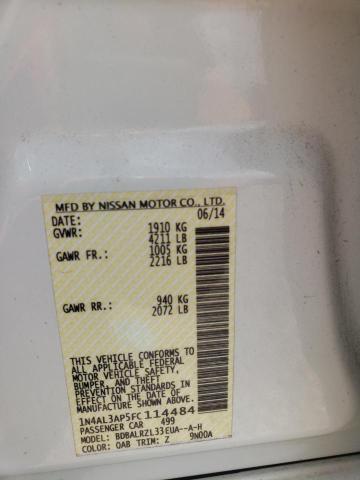 MFD BY NISSAN MOTOR CO., LTD.
DATE: 06/14
GVWR: 1910 KG
4211 LB
GAWR FR.: 1005 KG
2216 LB
GAWR RR.: 940 KG
2072 LB
THIS VEHICLE CONFORMS TO
ALL APPLICABLE FEDERAL
MOTOR VEHICLE SAFETY,
BUMPER, AND THEFT
PREVENTION STANDARDS IN
EFFECT ON THE DATE OF
MANUFACTURE SHOWN ABOVE.
1N4AL3AP5FC114484
PASSENGER CAR 499
MODEL: BDBALRZL33EUA--A-H
COLOR: QAB TRIM: Z 9N00A